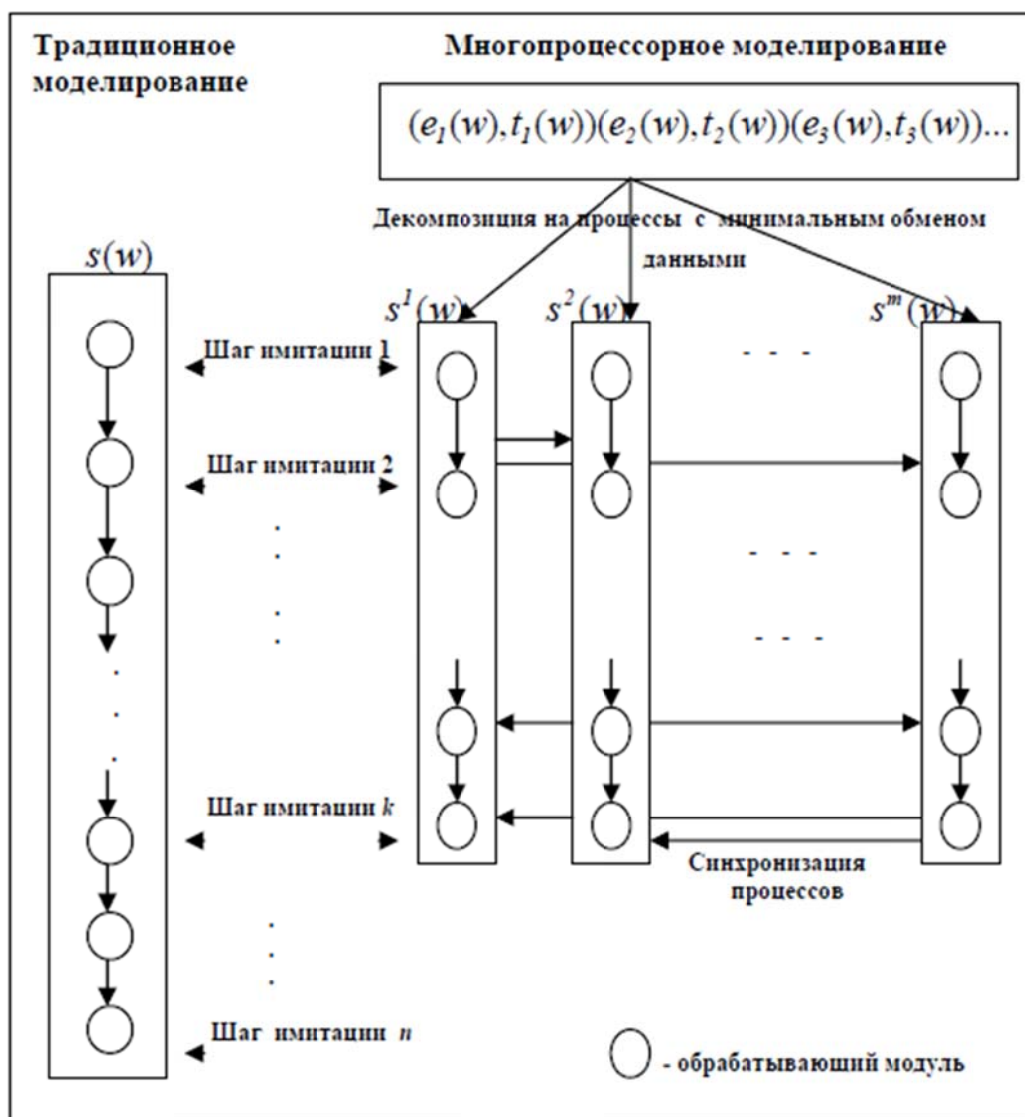 Традиционное
моделирование
Многопроцессорное моделирование
(e₁(w),t₁(w))(e₂(w),t₂(w))(e₃(w),t₃(w))...
Декомпозиция на процессы с минимальным обменом
данными
s(w)
s¹(w)
s²(w)
sᵐ(w)
Шаг имитации 1
- - -
Шаг имитации 2
.
.
- - -
.
.
- - -
.
.
.
Шаг имитации k
Синхронизация
процессов
.
.
.
Шаг имитации n
- обрабатывающий модуль